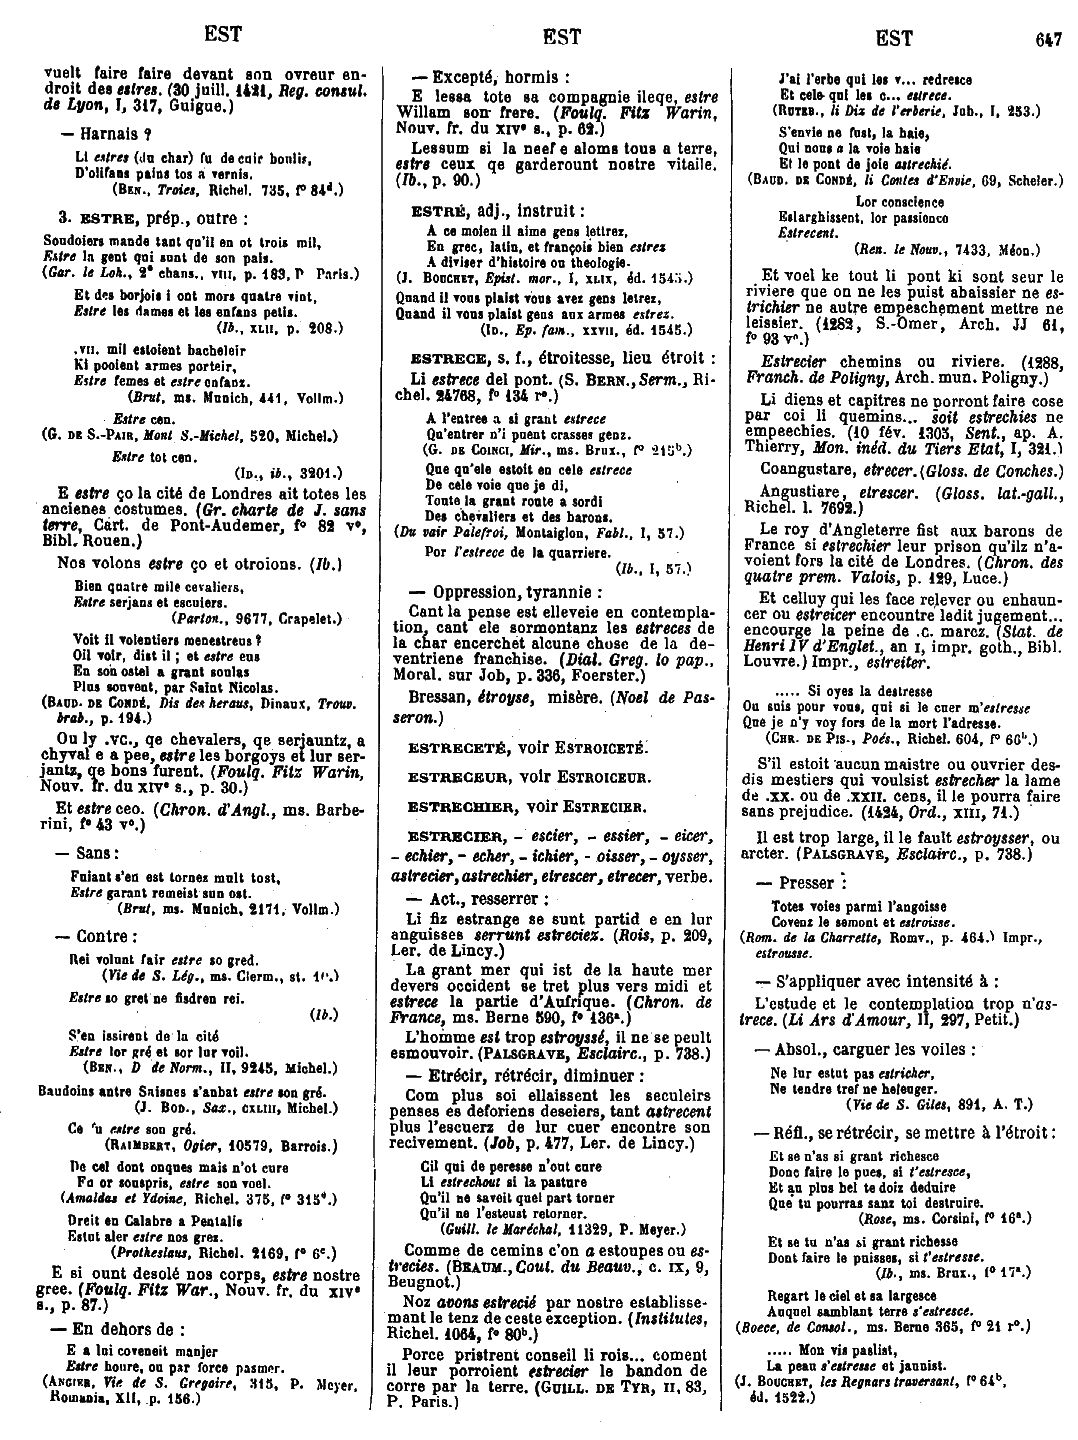 EST
EST
EST
647
vuelt faire faire devant son ovreur en-
droit des estres. (30 juill. 1421, Reg. consul.
de Lyon, I, 317, Guigue.)
— Harnais ?
Li estres (du char) fu de cuir boulis,
D'olifans pains tos a vernis.
(BEN., Troies, Richel. 735, f° 84d.)
3. ESTRE, prép., outre :
Soudoiers mande tant qu'il en ot trois mil,
Estre la gent qui sont de son païs.
(Gar. le Loh., 2e chans., VIII, p. 183, P. Paris.)
Et des borjois i ont mors quatre vint,
Estre les dames et les enfans petis.
(Ib., XLII, p. 208.)
.VII. mil estoient bacheleir
Ki pooient armes porteir,
Estre femes et estre onfanz.
(Brut, ms. Munich, 441, Vollm.)
Estre cen.
(G. DE S.-PAIR, Mont S.-Michel, 520, Michel.)
Estre tot cen.
(ID., ib., 3201.)
E estre ço la cité de Londres ait totes les
ancienes costumes. (Gr. charte de J. sans
terre, Cart. de Pont-Audemer, f° 82 v°,
Bibl. Rouen.)
Nos volons estre ço et otroions. (Ib.)
Bien quatre mile cevaliers,
Estre serjans et escuiers.
(Parton., 9677, Crapelet.)
Voit il volentiers menestreus ?
Oil voir, dist il ; et estre eus
En son ostel a grant soulas
Plus souvent, par Saint Nicolas.
(BAUD. DE CONDÉ, Dis des heraus, Dinaux, Trouv.
brab., p. 194.)
Ou ly .VC., qe chevalers, qe serjauntz, a
chyval e a pee, estre les borgoys et lur ser-
jantz, qe bons furent. (Foulq. Fitz Warin,
Nouv. fr. du XIVe s., p. 30.)
Et estre ceo. (Chron. d'Angl., ms. Barbe-
rini, f° 43 v°.)
— Sans :
Fuiant s'en est tornez mult tost,
Estre garant remeist son ost.
(Brut, ms. Munich, 2171, Vollm.)
— Contre :
Rei volunt fair estre so gred.
(Vie de S. Lég., ms. Clerm., st. )
Estre so gret ne fisdren rei.
(Ib.)
S'en issirent de la cité
Estre lor gré et sor lur voil.
(BEN., D de Norm., II, 9245, Michel.)
Baudoins antre Saisnes s'anbat estre son gré.
(J. BOD., Sax., CXLIII, Michel.)
Ce 'u estre son gré.
(RAIMBERT, Ogier, 10579, Barrois.)
De cel dont onques mais n'ot cure
Fu or souspris, estre son voel.
(Amaldas et Ydoine, Richel. 375, f° 315d.)
Dreit en Calabre a Pentalis
Estut aler estre nos grez.
(Protheslaus, Richel. 2169, f° 6c.)
E si ount desolé nos corps, estre nostre
gree. (Foulq. Fitz War., Nouv. fr. du XIVe
s., p. 87.)
— En dehors de :
E a lui coveneit manjer
Estre houre, ou par force pasmer.
(ANGIER, Vie de S. Gregoire, 315, P. Meyer,
Romania, XII, p. 156.)
— Excepté, hormis :
E lessa tote sa compagnie ileqe, estre
Willam son frere. (Foulq. Fitz Warin,
Nouv. fr. du XIVe s., p. 62.)
Lessum si la neef e aloms tous a terre,
estre ceux qe garderount nostre vitaile.
(Ib., p. 90.)
ESTRÉ, adj., instruit :
A ce moien il aime gens lettrez,
En grec, latin, et françois bien estrez
A diviser d'histoire ou theologie.
(J. BOUCHET, Epist. mor., I, XLIX, éd. 1545.)
Quand il vous plaist vous avez gens letrez,
Quand il vous plaist gens aux armes estrez.
(ID., Ep. fam., XXVII, éd. 1545.)
ESTRECE, s. f., étroitesse, lieu étroit :
Li estrece del pont. (S. BERN., Serm., Ri-
chel. 24768, f° 134 r°.)
A l'entree a si grant estrece
Qu'entrer n'i puent crasses genz.
(G. DE COINCI, Mir., ms. Brux., f° 215b.)
Que qu'ele estoit en cele estrece
De cele voie que je di,
Toute la grant route a sordi
Des chevaliers et des barons.
(Du vair Palefroi, Montaiglon, Fabl., I, 57.)
Por l'estrece de la quarriere.
(Ib., I, 57.)
— Oppression, tyrannie :
Cant la pense est elleveie en contempla-
tion, cant ele sormontanz les estreces de
la char encerchet alcune chose de la de-
ventriene franchise. (Dial. Greg. lo pap.,
Moral. sur Job, p. 336, Foerster.)
Bressan, étroyse, misère. (Noel de Pas-
seron.)
ESTRECETÉ, voir ESTROICETÉ.
ESTRECEUR, voir ESTROICEUR.
ESTRECHIER, voir ESTRECIER.
ESTRECIER, - escier, - essier, - eicer,
- echier, - echer, - ichier, - oisser, - oysser,
astrecier, astrechier, etrescer, etrecer, verbe.
— Act., resserrer :
Li fiz estrange se sunt partid e en lur
anguisses serrunt estreciez. (Rois, p. 209,
Ler. de Lincy.)
La grant mer qui ist de la haute mer
devers occident se tret plus vers midi et
estrece la partie d'Aufrique. (Chron. de
France, ms. Berne 590, f° 136a.)
L'homme est trop estroyssé, il ne se peult
esmouvoir. (PALSGRAVE, Esclairc., p. 738.)
— Etrécir, rétrécir, diminuer :
Com plus soi ellaissent les seculeirs
penses es deforiens deseiers, tant astrecent
plus l'escuerz de lur cuer encontre son
recivement. (Job, p. 477, Ler. de Lincy.)
Cil qui de peresse n'out cure
Li estrechout si la pasture
Qu'il ne saveit quel part torner
Qu'il ne l'esteust retorner.
(Guill. le Maréchal, 11329, P. Meyer.)
Comme de cemins c'on a estoupes ou es-
trecies. (BEAUM., Cout. du Beauv., c. IX, 9,
Beugnot.)
Noz avons estrecié par nostre establisse-
mant le tenz de ceste exception. (Institutes,
Richel. 1064, f° 80b.)
Porce pristrent conseil li rois... coment
il leur porroient estrecier le bandon de
corre par la terre. (GUILL. DE TYR, II, 83,
P. Paris.)
J'ai l'erbe qui les v... redresce
Et cele qui les c... estrece.
(RUTEB., li Diz de l'erberie, Jub., I, 253.)
S'envie ne fust, la haie,
Qui nous a la voie haie
Et le pont de joie astrechié.
(BAUD. DE CONDÉ, li Contes d'Envie, 69, Scheler.)
Lor conscience
Eslarghissent, lor passience
Estrecent.
(Ren. le Nouv., 7433, Méon.)
Et voel ke tout li pont ki sont seur le
riviere que on ne les puist abaissier ne es-
trichier ne autre empeschement mettre ne
leissier. (1282, S.-Omer, Arch. JJ 61,
f° 93 v°.)
Estrecier chemins ou riviere. (1288,
Franch. de Poligny, Arch. mun. Poligny.)
Li diens et capitres ne porront faire cose
par coi li quemins... soit estrechies ne
empeechies. (10 fév. 1303, Sent., ap. A.
Thierry, Mon. inéd. du Tiers Etat, I, 321.)
Coangustare, etrecer. (Gloss. de Conches.)
Angustiare, etrescer. (Gloss. lat.-gall.,
Richel. l. 7692.)
Le roy d'Angleterre fist aux barons de
France si estrechier leur prison qu'ilz n'a-
voient fors la cité de Londres. (Chron. des
quatre prem. Valois, p. 129, Luce.)
Et celluy qui les face relever ou enhaun-
cer ou estreicer encountre ledit jugement...
encourge la peine de .C. marcz. (Stat. de
Henri IV d'Englet., an I, impr. goth., Bibl.
Louvre.) Impr., estreiter.
..... Si oyes la destresse
Ou suis pour vous, qui si le cuer m'estresse
Que je n'y voy fors de la mort l'adresse.
(CHR. DE PIS., Poés., Richel. 604, f° 66b.)
S'il estoit aucun maistre ou ouvrier des-
dis mestiers qui voulsist estrecher la lame
de .XX. ou de .XXII. cens, il le pourra faire
sans prejudice. (1424, Ord., XIII, 71.)
Il est trop large, il le fault estroysser, ou
arcter. (PALSGRAVE, Esclairc., p. 738.)
— Presser :
Totes voies parmi l'angoisse
Covenz le semont et estroisse.
(Rom. de la Charrette, Romv., p. 464.) Impr.,
estrousse.
— S'appliquer avec intensité à :
L'estude et le contemplation trop n'as-
trece. (Li Ars d'Amour, II, 297, Petit.)
— Absol., carguer les voiles :
Ne lur estut pas estricher,
Ne tendre tref ne helenger.
(Vie de S. Giles, 891, A. T.)
— Réfl., se rétrécir, se mettre à l'étroit :
Et se n'as si grant richesce
Donc faire le pues, si t'estresce,
Et au plus bel te doiz deduire
Que tu pourras sanz toi destruire.
(Rose, ms. Corsini, f° 16a.)
Et se tu n'as si grant richesse
Dont faire le puisses, si t'estresse.
(Ib., ms. Brux., f° 17a.)
Regart le ciel et sa largesce
Auquel samblant terre s'estresce.
(Boece, de Consol., ms. Berne 365, f° 21 r°.)
..... Mon vis paslist,
La peau s'estresse et jaunist.
(J. BOUCHET, les Regnars traversant, f° 64b,
éd. 1522.)